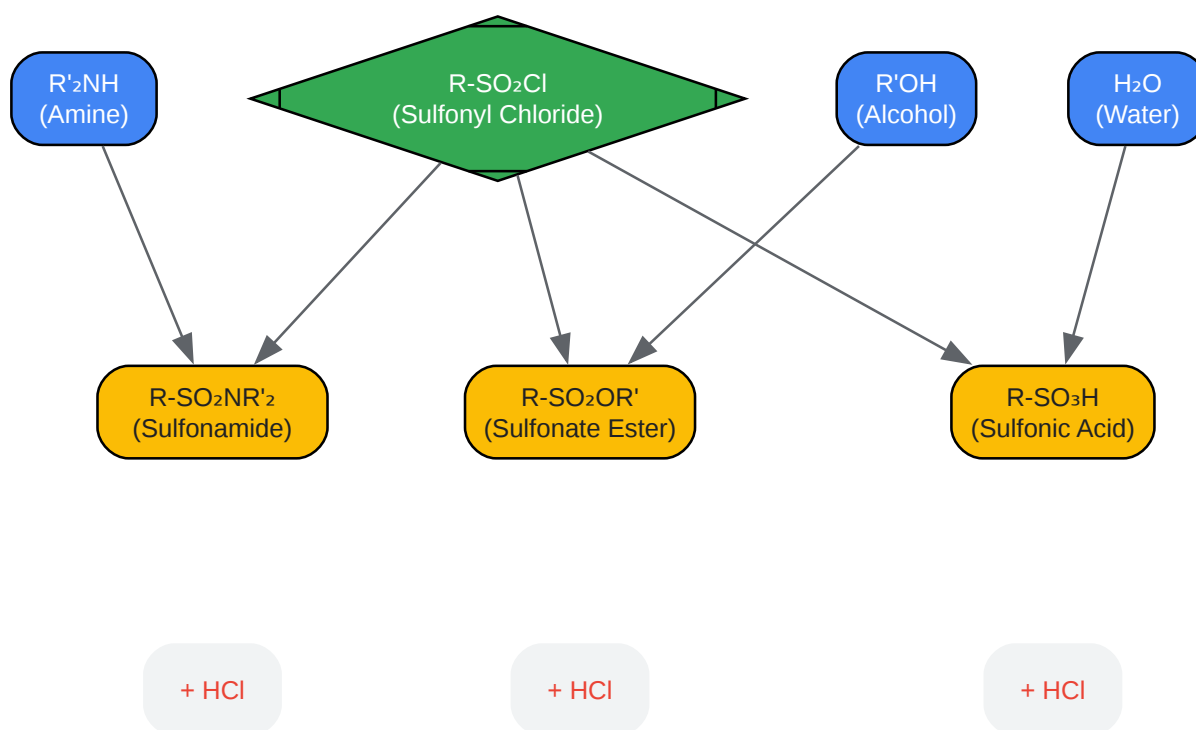 R'₂NH
(Amine)
R-SO₂Cl
(Sulfonyl Chloride)
R'OH
(Alcohol)
H₂O
(Water)
R-SO₂NR'₂
(Sulfonamide)
R-SO₂OR'
(Sulfonate Ester)
R-SO₃H
(Sulfonic Acid)
+ HCl
+ HCl
+ HCl